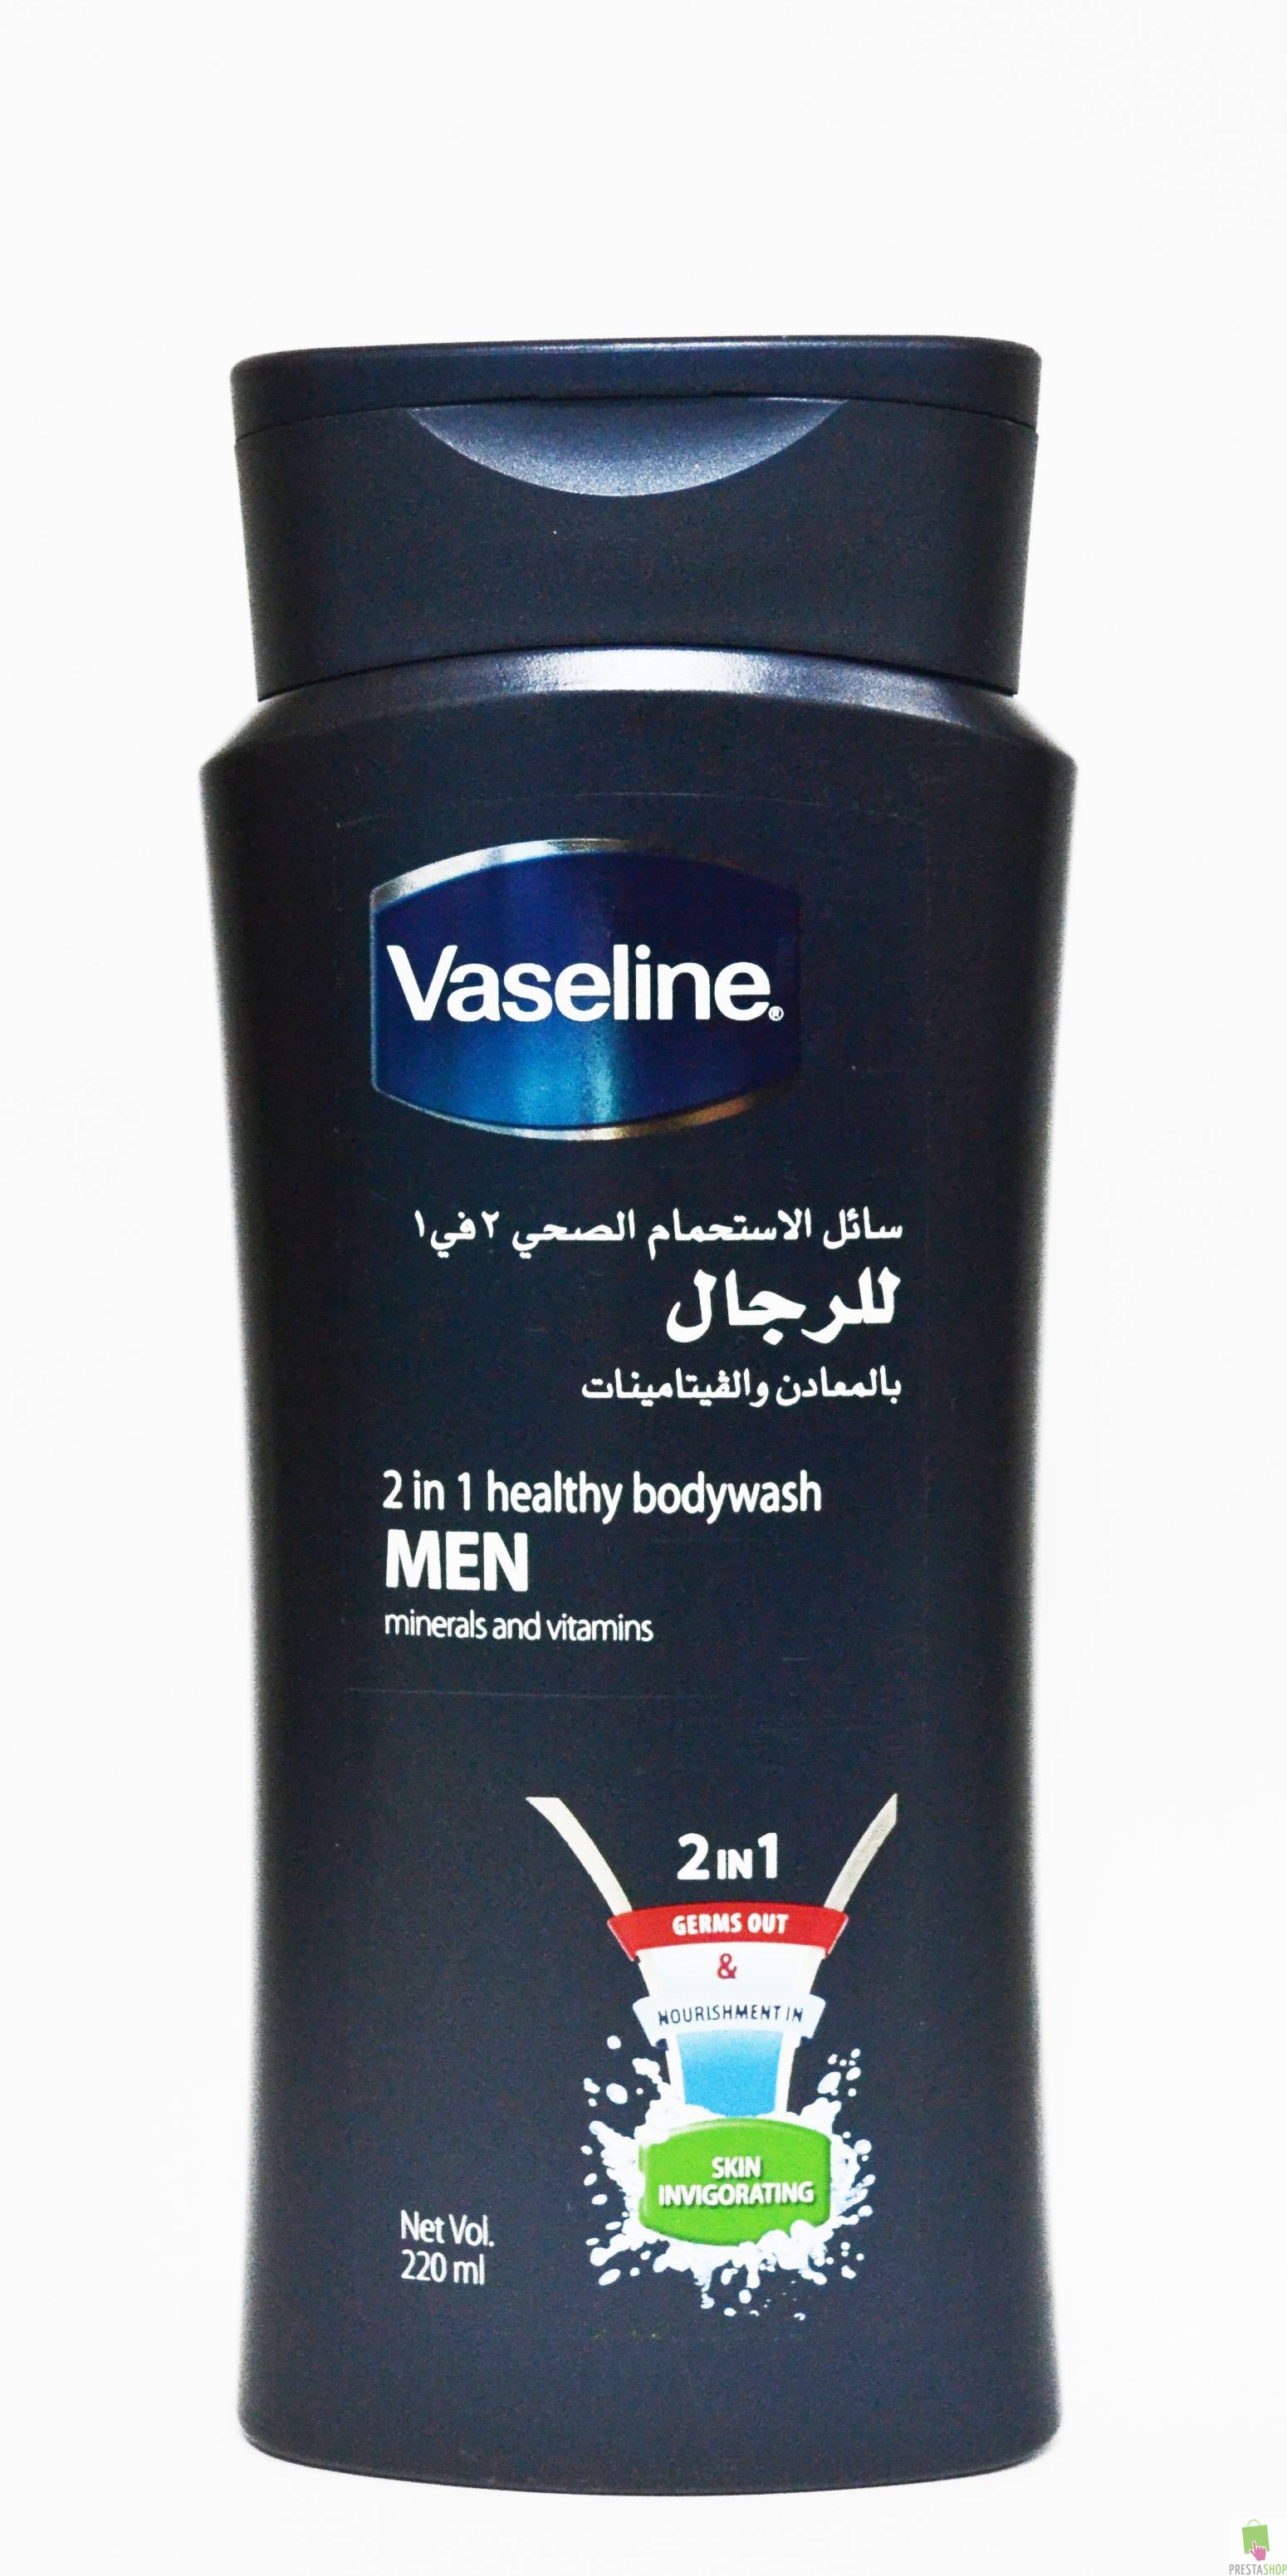 Vaseline®
سائل الاستحمام الصحي ٢ في ١
للرجال
بالمعادن والڤيتامينات
2 in 1 healthy bodywash
MEN
minerals and vitamins
2 IN 1
GERMS OUT
&
NOURISHMENT IN
SKIN
INVIGORATING
Net Vol.
220 ml
PRESTASHOP